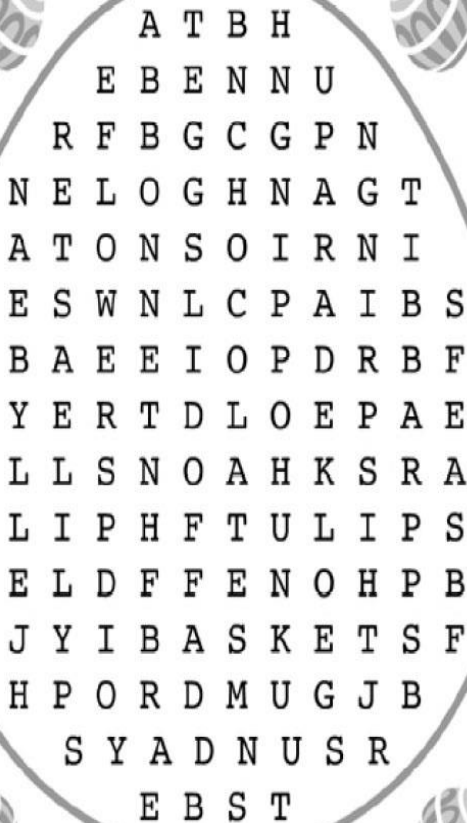 A T B H
E B E N N U
R F B G C G P N
N E L O G H N A G T
A T O N S O I R N I
E S W N L C P A I B S
B A E E I O P D R B F
Y E R T D L O E P A E
L L S N O A H K S R A
L I P H F T U L I P S
E L D F F E N O H P B
J Y I B A S K E T S F
H P O R D M U G J B
S Y A D N U S R
E B S T